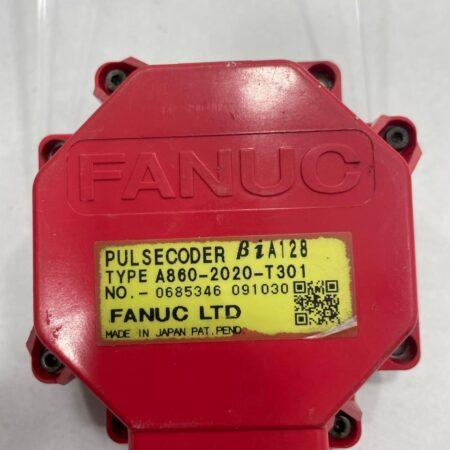 FANUC
PULSECODER βiA128
TYPE A860-2020-T301
NO.- 0685346 091030
FANUC LTD
MADE IN JAPAN PAT.PEND.